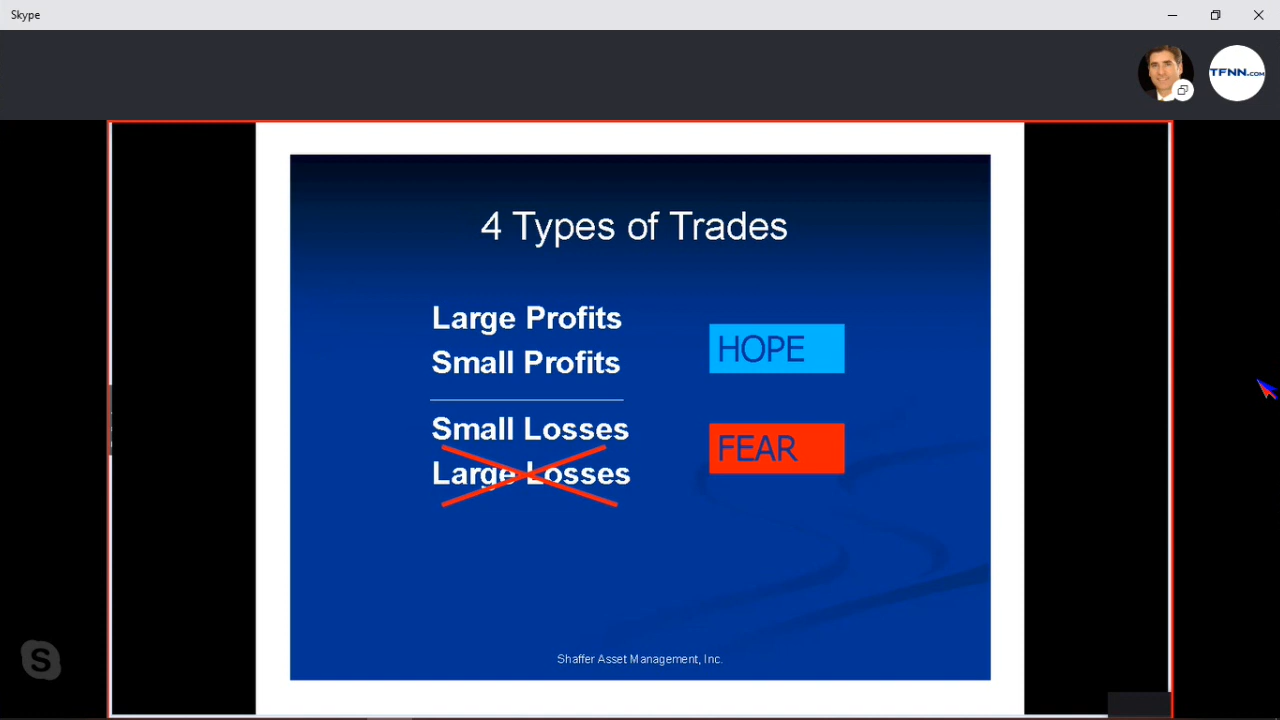 Skype
TFNN.COM
4 Types of Trades
Large Profits
Small Profits
HOPE
Small Losses
Large Losses
FEAR
Shaffer Asset Management, Inc.
S